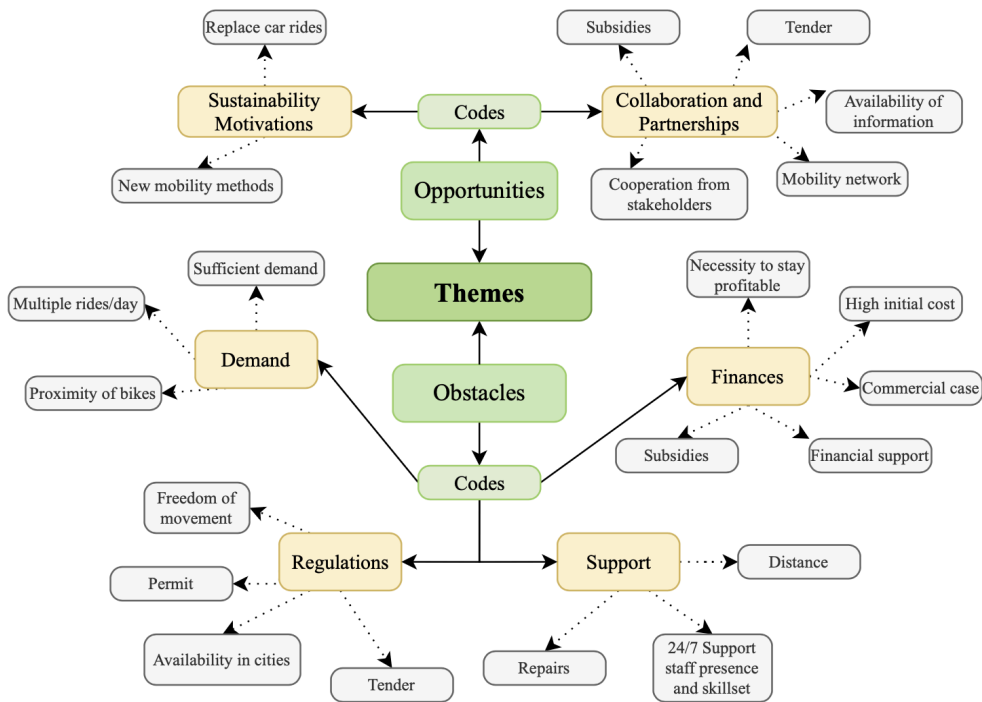 Replace car rides
Subsidies
Tender
Sustainability
Motivations
Codes
Collaboration and
Partnerships
Availability of
information
New mobility methods
Opportunities
Cooperation from
stakeholders
Mobility network
Sufficient demand
Necessity to stay
profitable
Multiple rides/day
Themes
High initial cost
Demand
Finances
Proximity of bikes
Obstacles
Commercial case
Subsidies
Financial support
Codes
Freedom of
movement
Regulations
Support
Distance
Permit
Availability in cities
Tender
Repairs
24/7 Support
staff presence
and skillset